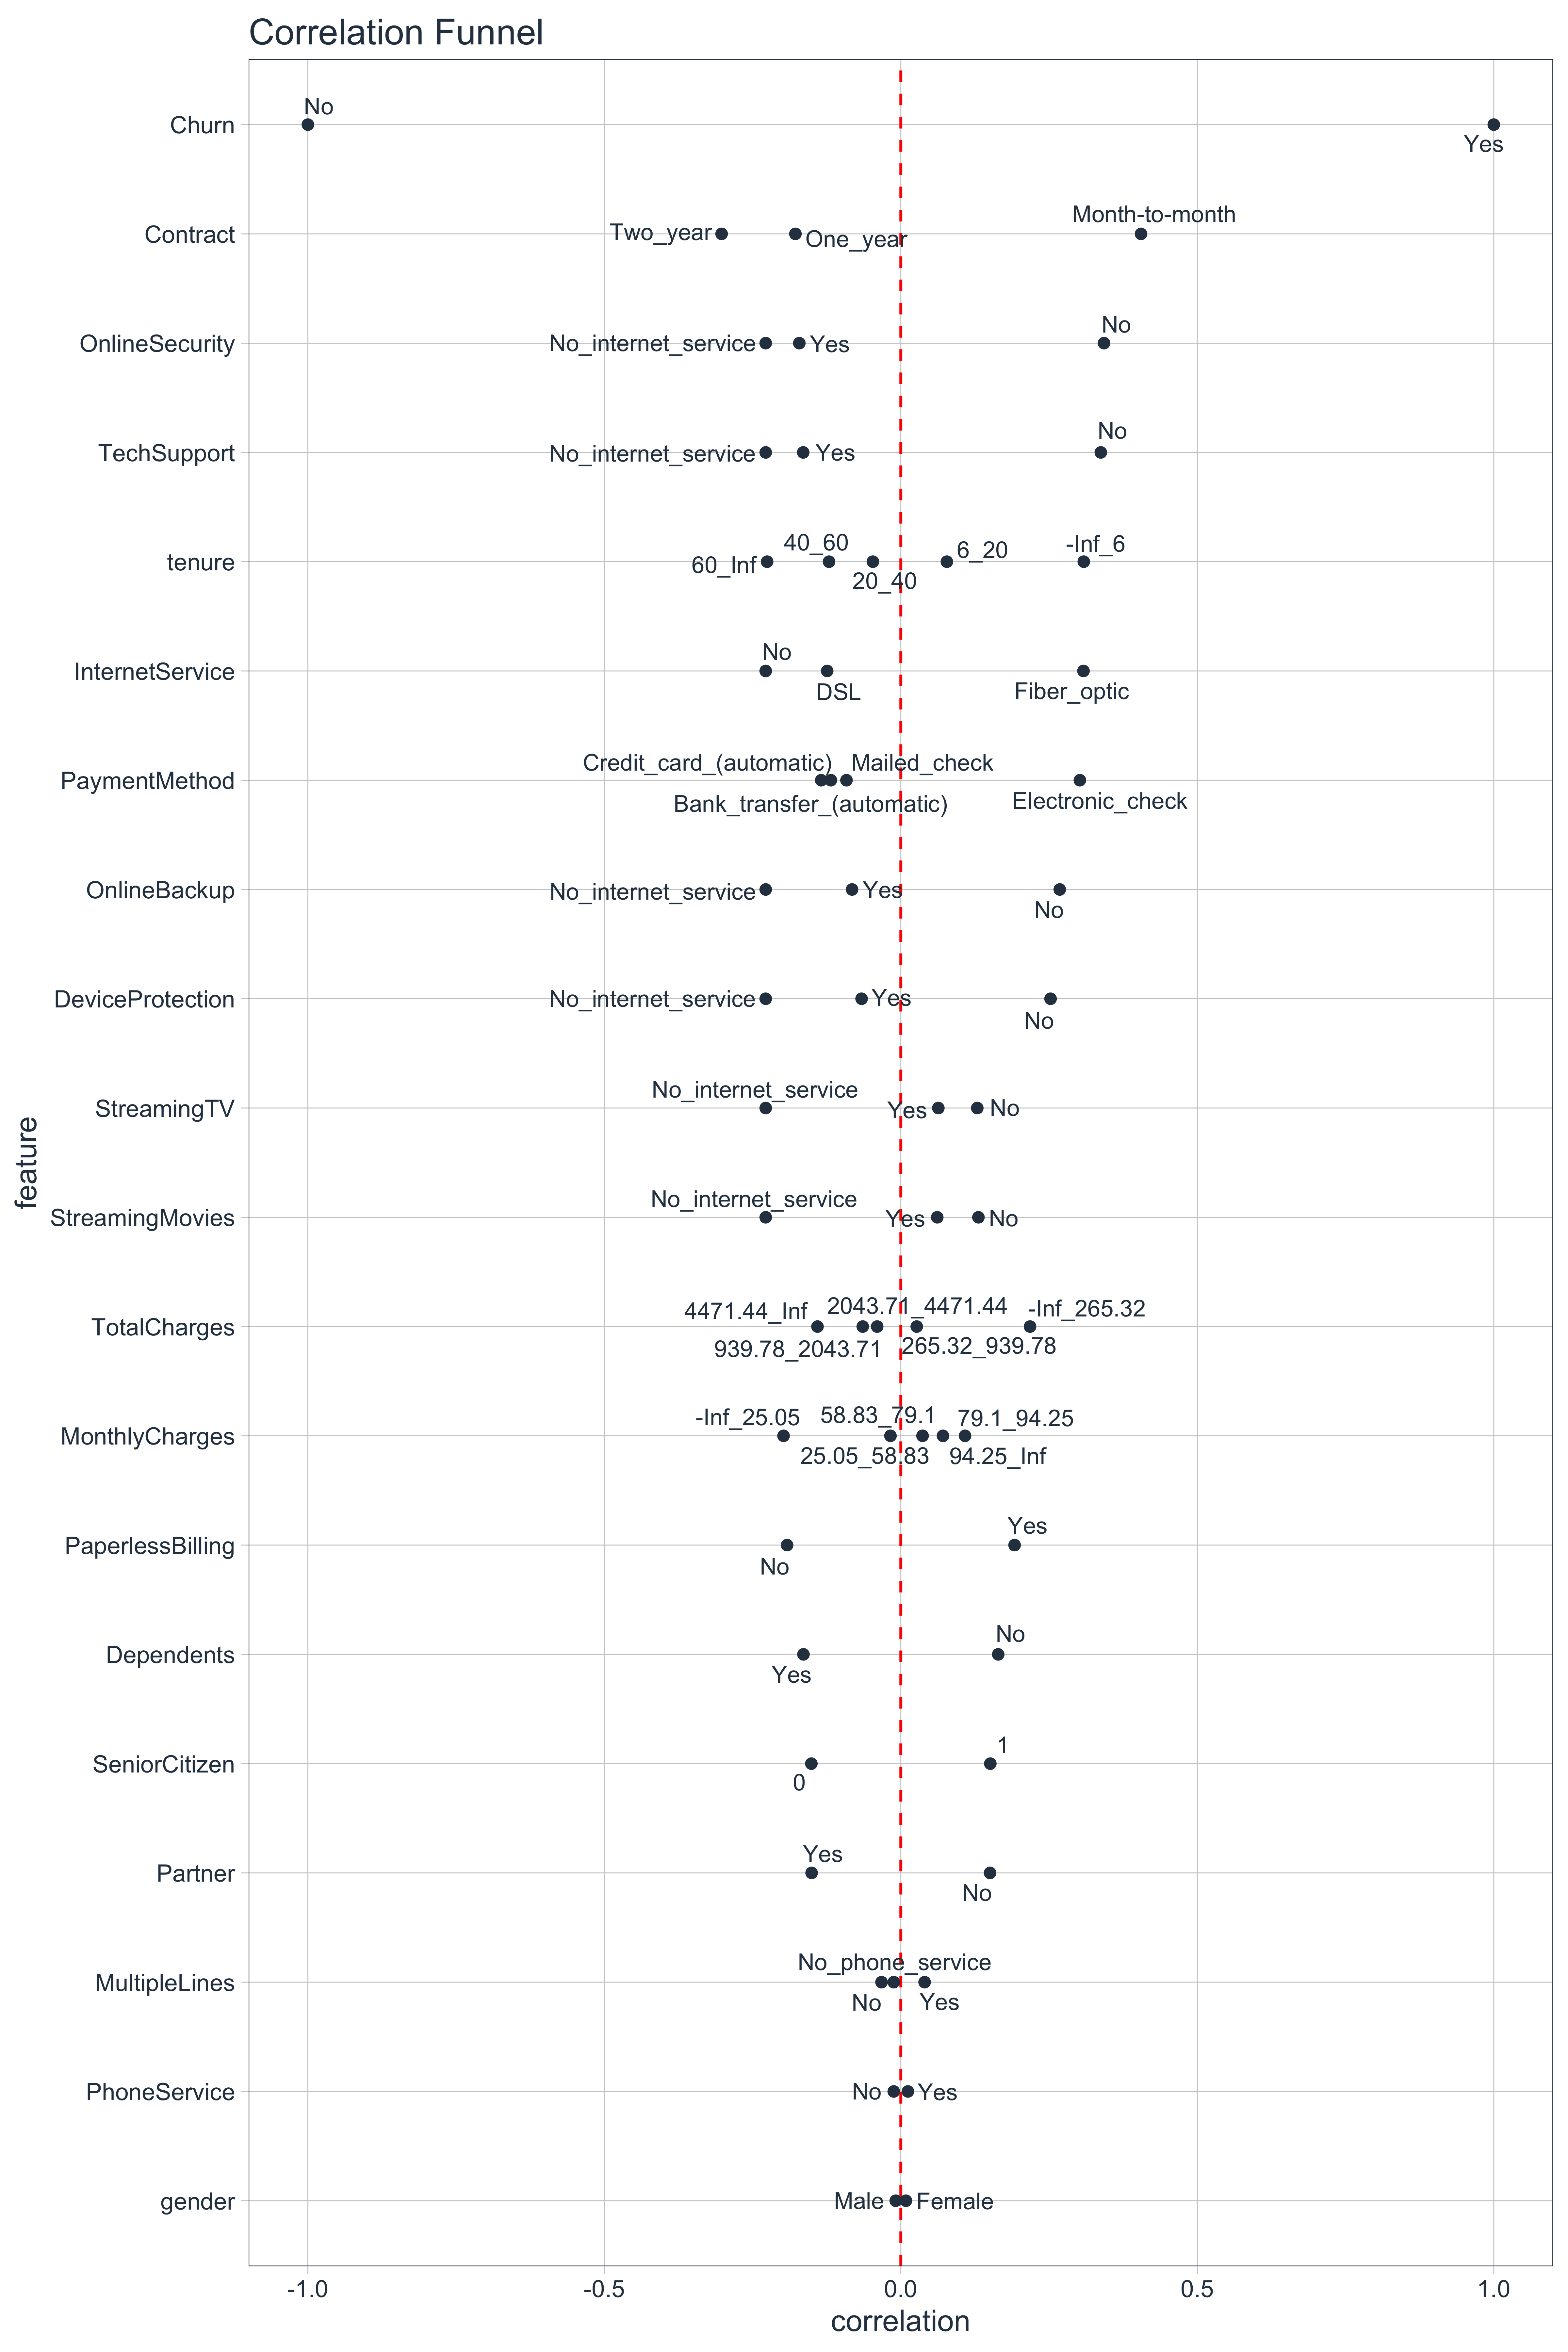 Correlation Funnel
Churn
No
Yes
Contract
Two_year
One_year
Month-to-month
OnlineSecurity
No_internet_service
Yes
No
TechSupport
No_internet_service
Yes
No
tenure
60_Inf
40_60
20_40
6_20
-Inf_6
InternetService
No
DSL
Fiber_optic
PaymentMethod
Credit_card_(automatic)
Bank_transfer_(automatic)
Mailed_check
Electronic_check
OnlineBackup
No_internet_service
Yes
No
DeviceProtection
No_internet_service
Yes
No
StreamingTV
No_internet_service
Yes
No
StreamingMovies
No_internet_service
Yes
No
TotalCharges
4471.44_Inf
939.78_2043.71
2043.71_4471.44
265.32_939.78
-Inf_265.32
MonthlyCharges
-Inf_25.05
25.05_58.83
58.83_79.1
94.25_Inf
79.1_94.25
PaperlessBilling
No
Yes
Dependents
Yes
No
SeniorCitizen
0
1
Partner
Yes
No
MultipleLines
No
No_phone_service
Yes
PhoneService
No
Yes
gender
Male
Female
feature
-1.0
-0.5
0.0
0.5
1.0
correlation